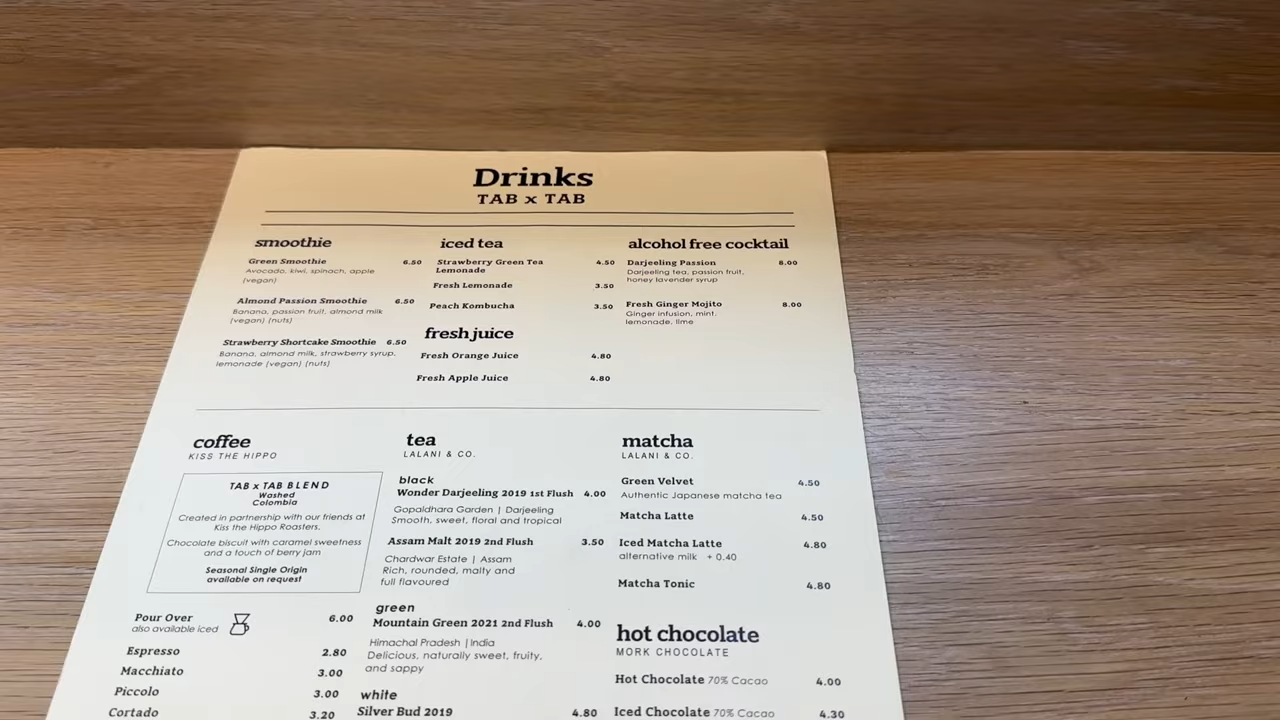 Drinks
TAB x TAB
smoothie
Green Smoothie 6.50
Avocado, kiwi, spinach, apple
(vegan)
Almond Passion Smoothie 6.50
Banana, passion fruit, almond milk
(vegan) (nuts)
Strawberry Shortcake Smoothie 6.50
Banana, almond milk, strawberry syrup,
lemonade (vegan) (nuts)
iced tea
Strawberry Green Tea 4.50
Lemonade
Fresh Lemonade 3.50
Peach Kombucha 3.50
fresh juice
Fresh Orange Juice 4.80
Fresh Apple Juice 4.80
alcohol free cocktail
Darjeeling Passion 8.00
Darjeeling tea, passion fruit,
honey lavender syrup
Fresh Ginger Mojito 8.00
Ginger infusion, mint,
lemonade, lime
coffee
KISS THE HIPPO
TAB x TAB BLEND
Washed
Colombia
Created in partnership with our friends at
Kiss the Hippo Roasters.
Chocolate biscuit with caramel sweetness
and a touch of berry jam
Seasonal Single Origin
available on request
Pour Over 6.00
also available iced
Espresso 2.80
Macchiato 3.00
Piccolo 3.00
Cortado 3.20
tea
LALANI & CO.
black
Wonder Darjeeling 2019 1st Flush 4.00
Gopaldhara Garden | Darjeeling
Smooth, sweet, floral and tropical
Assam Malt 2019 2nd Flush 3.50
Chardwar Estate | Assam
Rich, rounded, malty and
full flavoured
green
Mountain Green 2021 2nd Flush 4.00
Himachal Pradesh | India
Delicious, naturally sweet, fruity,
and sappy
white
Silver Bud 2019 4.80
matcha
LALANI & CO.
Green Velvet 4.50
Authentic Japanese matcha tea
Matcha Latte 4.50
Iced Matcha Latte 4.80
alternative milk + 0.40
Matcha Tonic 4.80
hot chocolate
MORK CHOCOLATE
Hot Chocolate 70% Cacao 4.00
Iced Chocolate 70% Cacao 4.30